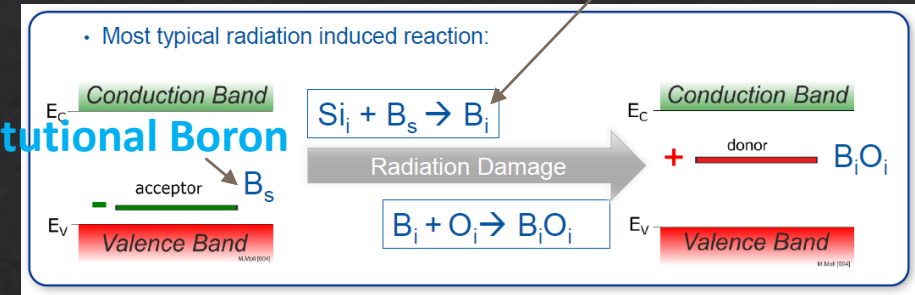 • Most typical radiation induced reaction:
Conduction Band
E_C
tutional Boron
acceptor
B_s
-
E_V
Valence Band
M.Moll [004]
Si_i + B_s → B_i
Radiation Damage
B_i + O_i → B_iO_i
Conduction Band
E_C
+
donor
B_iO_i
E_V
Valence Band
M.Moll [004]